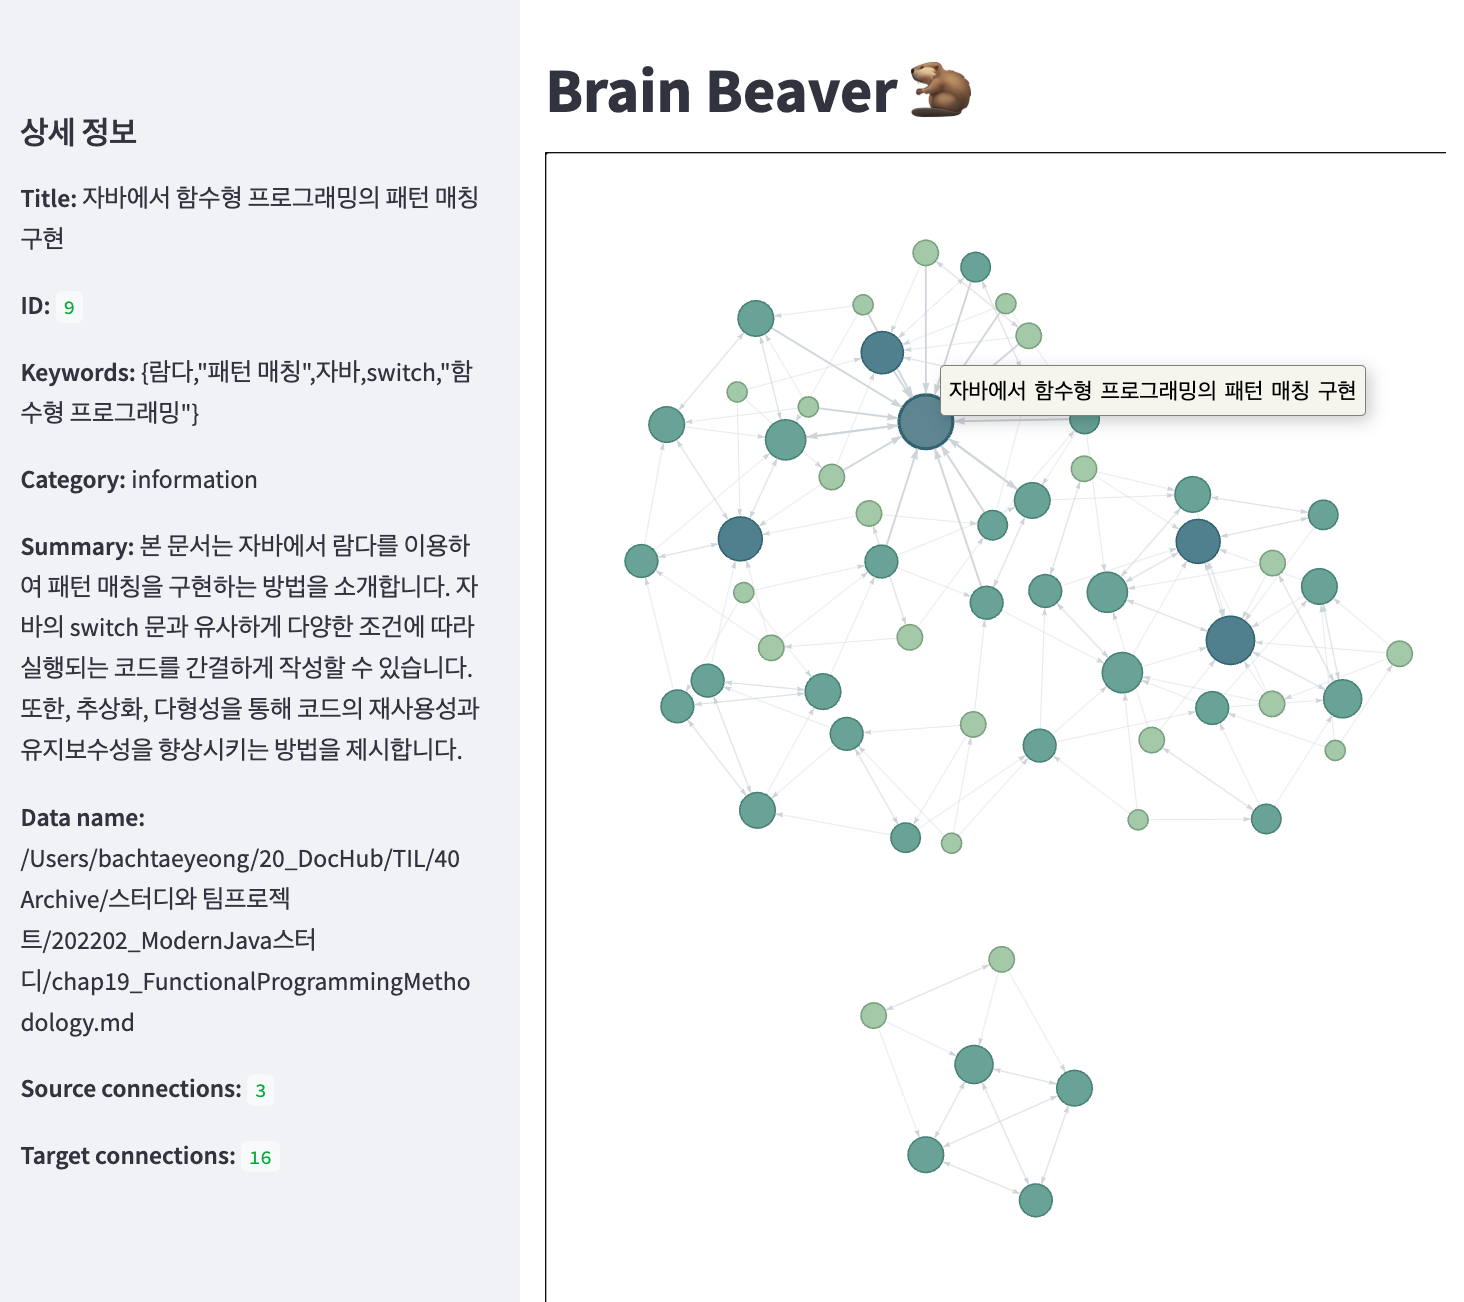 상세 정보
Title: 자바에서 함수형 프로그래밍의 패턴 매칭
구현
ID: 9
Keywords: {람다,"패턴 매칭",자바,switch,"함
수형 프로그래밍"}
Category: information
Summary: 본 문서는 자바에서 람다를 이용하
여 패턴 매칭을 구현하는 방법을 소개합니다. 자
바의 switch 문과 유사하게 다양한 조건에 따라
실행되는 코드를 간결하게 작성할 수 있습니다.
또한, 추상화, 다형성을 통해 코드의 재사용성과
유지보수성을 향상시키는 방법을 제시합니다.
Data name:
/Users/bachtaeyeong/20_DocHub/TIL/40
Archive/스터디와 팀프로젝
트/202202_ModernJava스터
디/chap19_FunctionalProgrammingMetho
dology.md
Source connections: 3
Target connections: 16
Brain Beaver 🦫
자바에서 함수형 프로그래밍의 패턴 매칭 구현